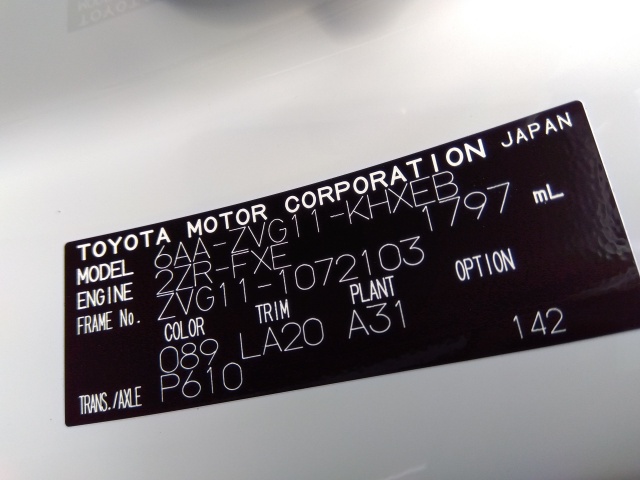 TOYOTA MOTOR CORPORATION JAPAN
MODEL 6AA-ZVG11-KHXEB
ENGINE 2ZR-FXE 1797 mL
FRAME No. ZVG11-1072103
COLOR TRIM PLANT OPTION
089 LA20 A31 142
TRANS./AXLE P610